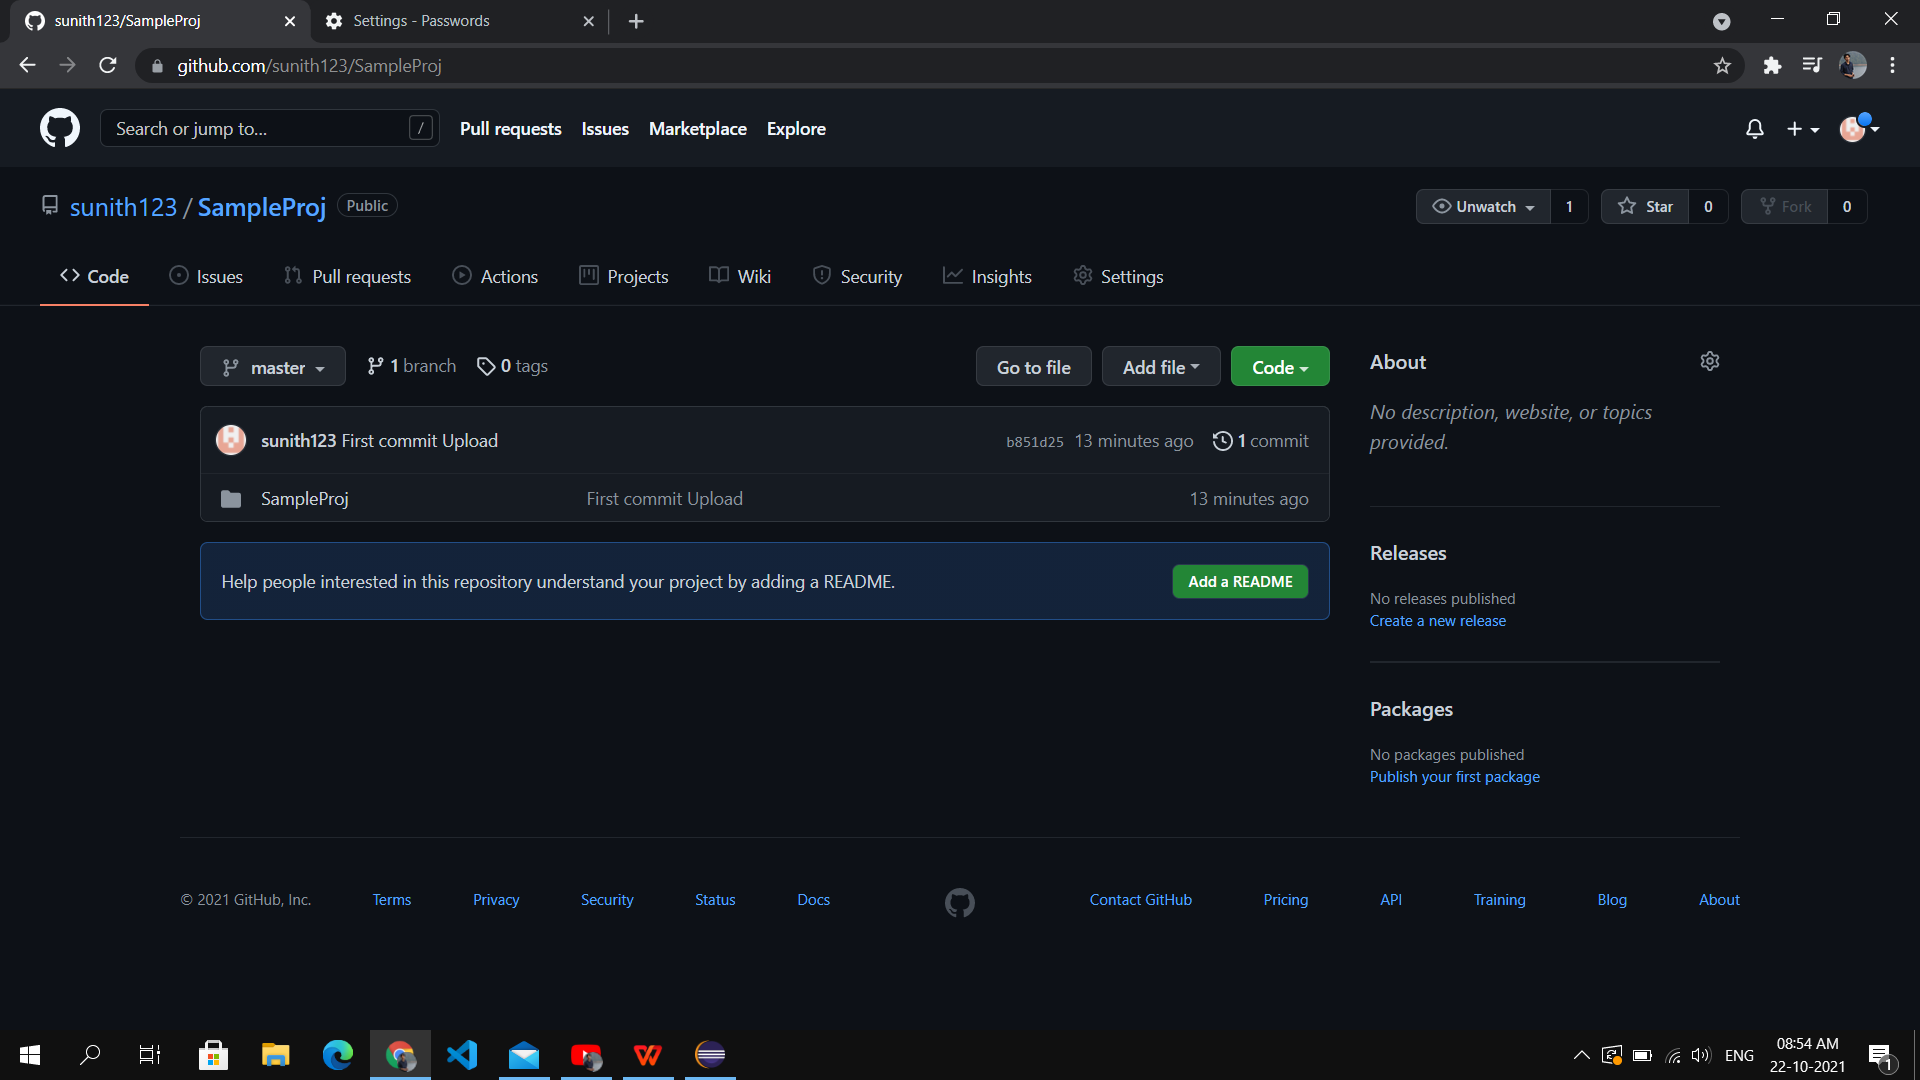 sunith123/SampleProj
Settings - Passwords
github.com/sunith123/SampleProj
Search or jump to...
/
Pull requests
Issues
Marketplace
Explore
sunith123 / SampleProj
Public
Unwatch
1
Star
0
Fork
0
Code
Issues
Pull requests
Actions
Projects
Wiki
Security
Insights
Settings
master
1 branch
0 tags
Go to file
Add file
Code
About
No description, website, or topics
provided.
sunith123 First commit Upload
b851d25
13 minutes ago
1 commit
SampleProj
First commit Upload
13 minutes ago
Help people interested in this repository understand your project by adding a README.
Add a README
Releases
No releases published
Create a new release
Packages
No packages published
Publish your first package
© 2021 GitHub, Inc.
Terms
Privacy
Security
Status
Docs
Contact GitHub
Pricing
API
Training
Blog
About
ENG
08:54 AM
22-10-2021
1